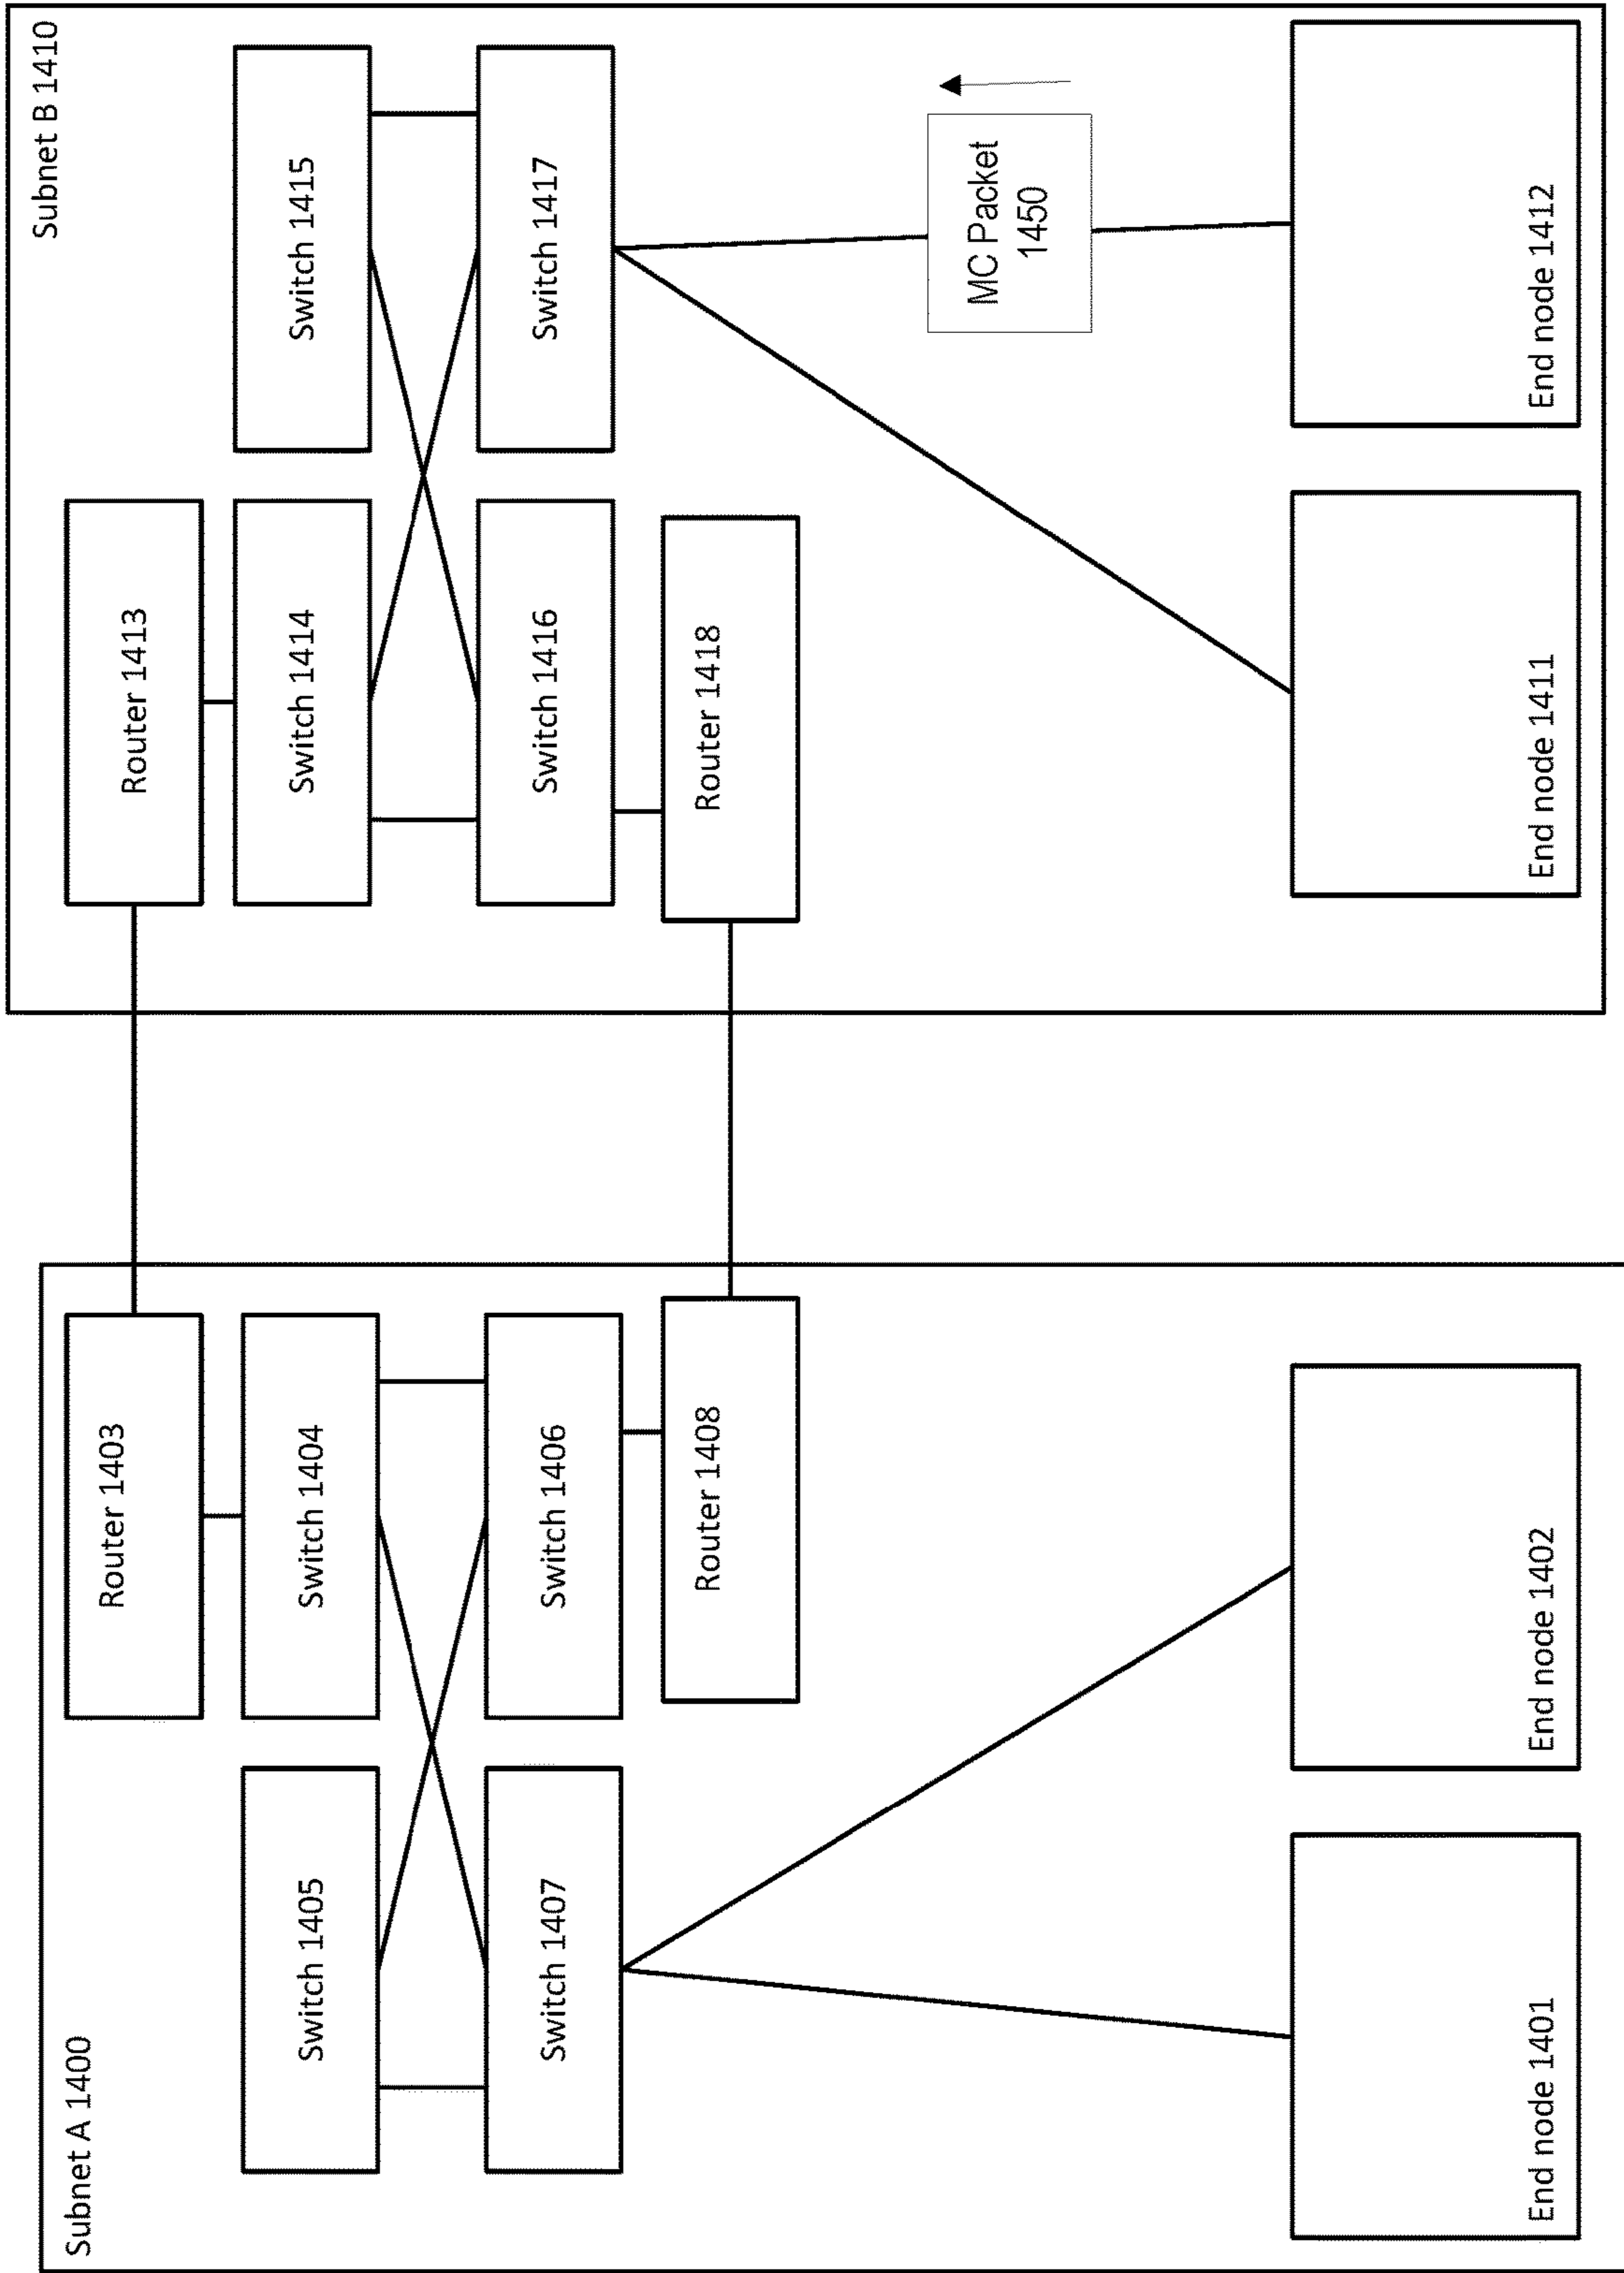 Subnet A 1400
Router 1403
Switch 1405
Switch 1404
Switch 1407
Switch 1406
Router 1408
End node 1401
End node 1402
Subnet B 1410
Router 1413
Switch 1414
Switch 1415
Switch 1416
Switch 1417
Router 1418
MC Packet
1450
End node 1411
End node 1412